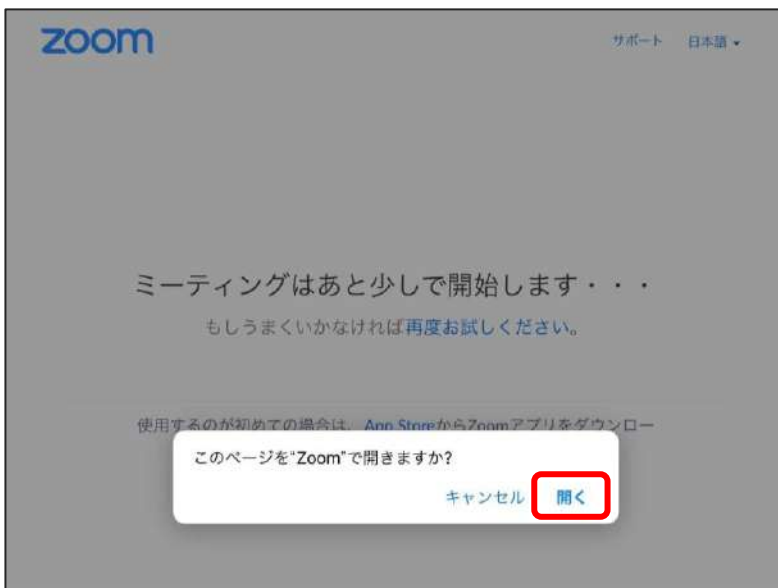 zoom
サポート 日本語
ミーティングはあと少しで開始します・・・
もしうまくいかなければ再度お試しください。
使用するのが初めての場合は、App StoreからZoomアプリをダウンロー
このページを“Zoom”で開きますか?
キャンセル 開く